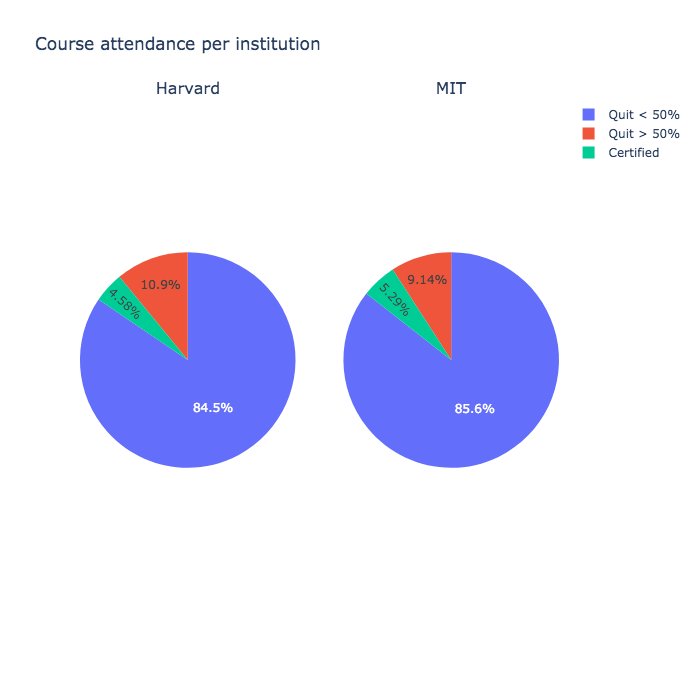 Course attendance per institution
Harvard
MIT
Quit < 50%
Quit > 50%
Certified
10.9%
4.58%
84.5%
9.14%
5.29%
85.6%